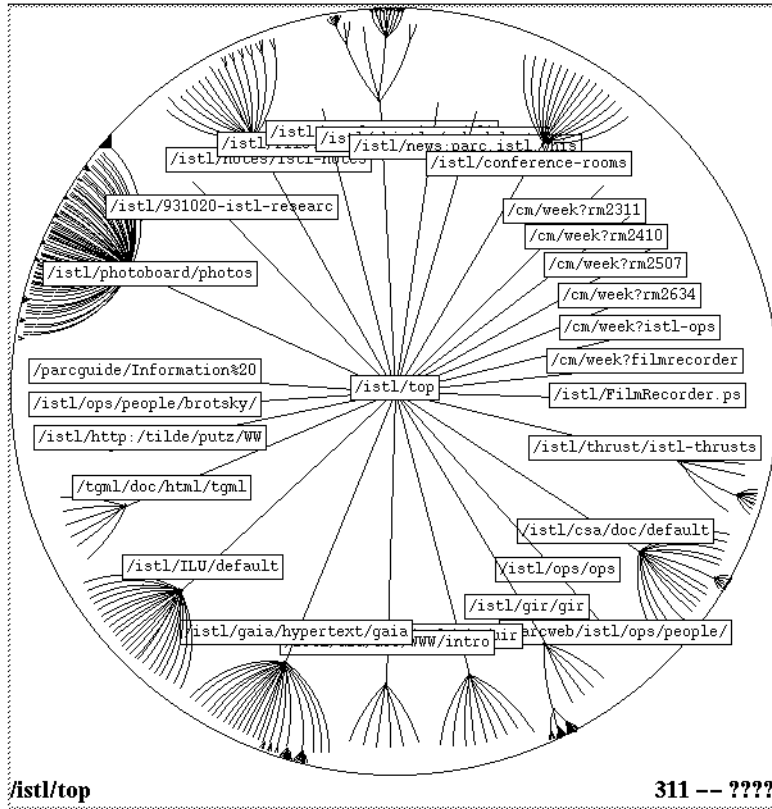 /istl/news:parc.istl.whis
/istl/notes/istl-notes
/istl/conference-rooms
/istl/931020-istl-researc
/cm/week?rm2311
/cm/week?rm2410
/cm/week?rm2507
/istl/photoboard/photos
/cm/week?rm2634
/cm/week?istl-ops
/cm/week?filmrecorder
/parcguide/Information%20
/istl/top
/istl/FilmRecorder.ps
/istl/ops/people/brotsky/
/istl/http:/tilde/putz/WW
/istl/thrust/istl-thrusts
/tgml/doc/html/tgml
/istl/csa/doc/default
/istl/ILU/default
/istl/ops/ops
/istl/gir/gir
/istl/gaia/hypertext/gaia
arcweb/istl/ops/people/
WWW/intro
/istl/top
311 -- ????